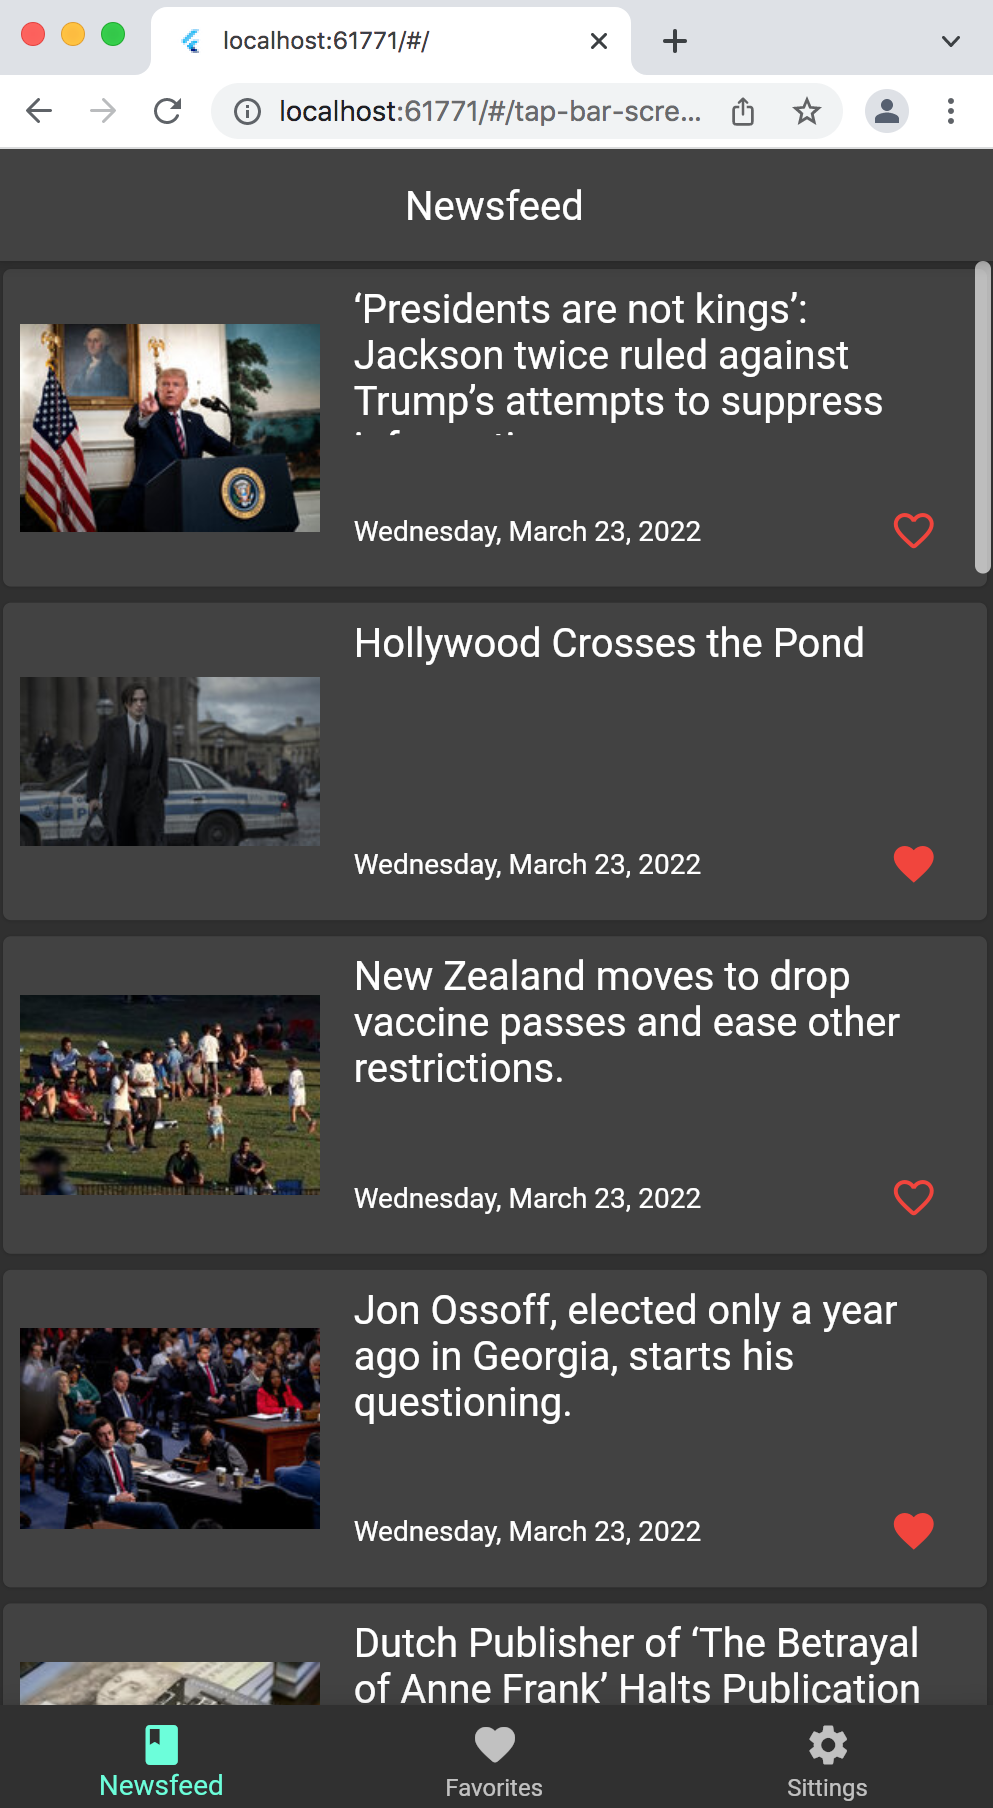 localhost:61771/#/
localhost:61771/#/tap-bar-scre...
Newsfeed
‘Presidents are not kings’:
Jackson twice ruled against
Trump’s attempts to suppress
Wednesday, March 23, 2022
Hollywood Crosses the Pond
Wednesday, March 23, 2022
New Zealand moves to drop
vaccine passes and ease other
restrictions.
Wednesday, March 23, 2022
Jon Ossoff, elected only a year
ago in Georgia, starts his
questioning.
Wednesday, March 23, 2022
Dutch Publisher of ‘The Betrayal
of Anne Frank’ Halts Publication
Newsfeed
Favorites
Sittings